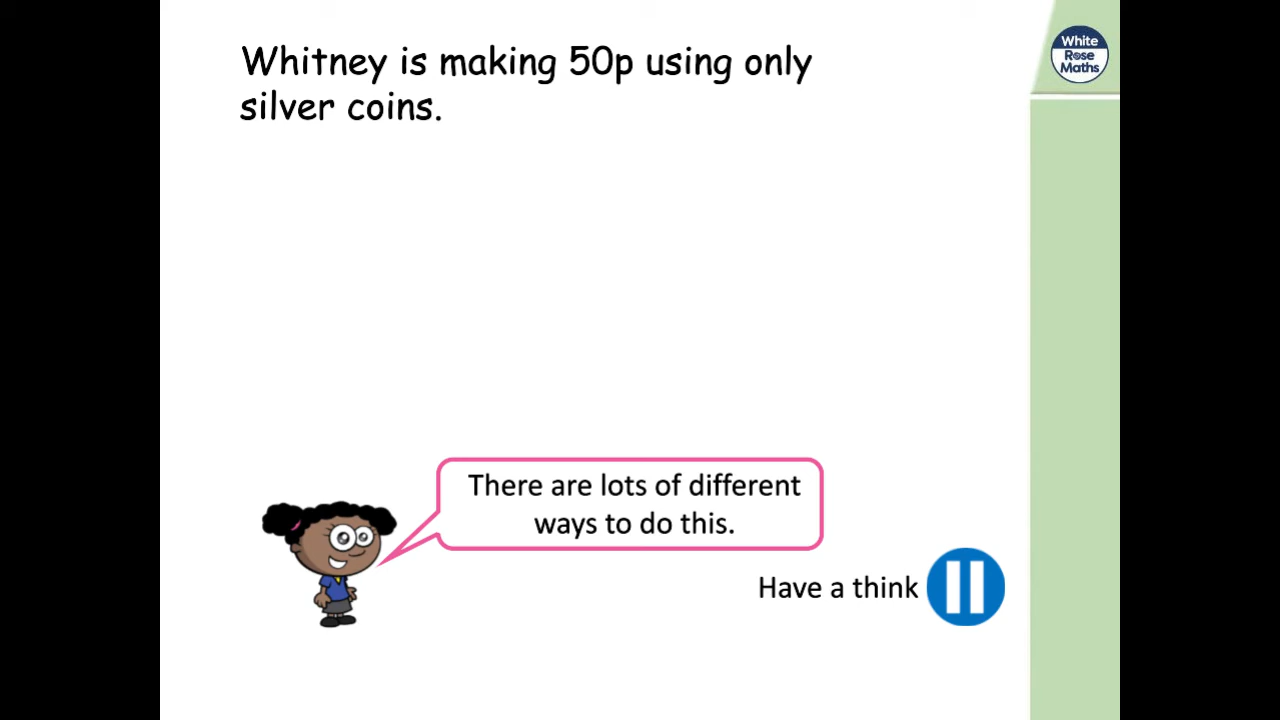 Whitney is making 50p using only
silver coins.
White
Rose
Maths
There are lots of different
ways to do this.
Have a think